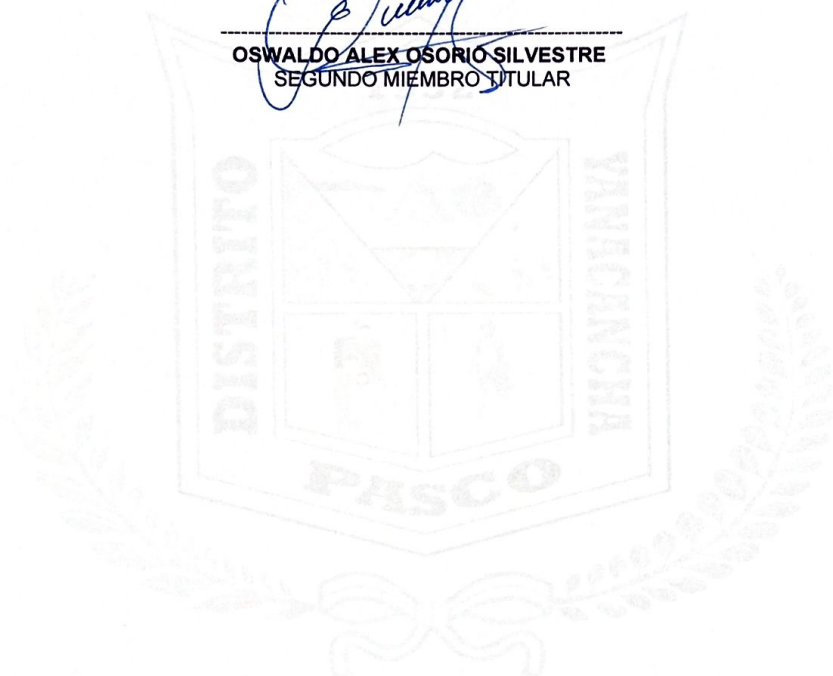 OSWALDO ALEX OSORIO SILVESTRE
SEGUNDO MIEMBRO TITULAR
DISTRITO
YANACANCHA
PASCO